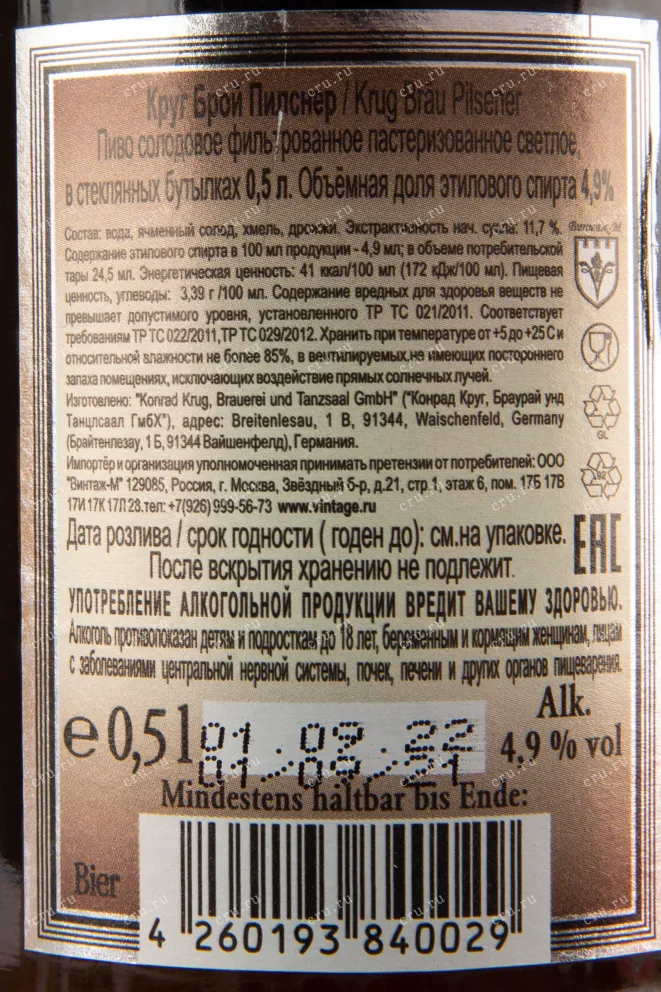 Круг Брой Пилснер / Krug Bräu Pilsener
Пиво солодовое фильтрованное пастеризованное светлое,
в стеклянных бутылках 0,5 л. Объёмная доля этилового спирта 4,9%
Состав: вода, ячменный солод, хмель, дрожжи. Экстрактивность нач. сусла: 11,7 %.
Содержание этилового спирта в 100 мл продукции - 4,9 мл; в объеме потребительской
тары 24,5 мл. Энергетическая ценность: 41 ккал/100 мл (172 кДж/100 мл). Пищевая
ценность, углеводы: 3,39 г /100 мл. Содержание вредных для здоровья веществ не
превышает допустимого уровня, установленного ТР ТС 021/2011. Соответствует
требованиям ТР ТС 022/2011,ТР ТС 029/2012. Хранить при температуре от +5 до +25 С и
относительной влажности не более 85%, в вентилируемых,не имеющих постороннего
запаха помещениях, исключающих воздействие прямых солнечных лучей.
Изготовлено: "Konrad Krug, Brauerei und Tanzsaal GmbH" ("Конрад Круг, Браурай унд
Танцлсаал ГмбХ"), адрес: Breitenlesau, 1 B, 91344, Waischenfeld, Germany
(Брайтенлезау, 1 Б, 91344 Вайшенфелд), Германия.
Импортёр и организация уполномоченная принимать претензии от потребителей: ООО
"Винтаж-М" 129085, Россия, г. Москва, Звёздный б-р, д.21, стр.1, этаж 6, пом. 17Б 17В
17И 17К 17Л 28.тел: +7(926) 999-56-73 www.vintage.ru
Винтаж-М
GL
Дата розлива / срок годности ( годен до): см.на упаковке.
После вскрытия хранению не подлежит.
EAC
УПОТРЕБЛЕНИЕ АЛКОГОЛЬНОЙ ПРОДУКЦИИ ВРЕДИТ ВАШЕМУ ЗДОРОВЬЮ.
Алкоголь противопоказан детям и подросткам до 18 лет, беременным и кормящим женщинам, лицам
с заболеваниями центральной нервной системы, почек, печени и других органов пищеварения.
e 0,5 l
01.09.22
01/09/21
Alk.
4,9 % vol
Mindestens haltbar bis Ende:
Bier
4 260193 840029